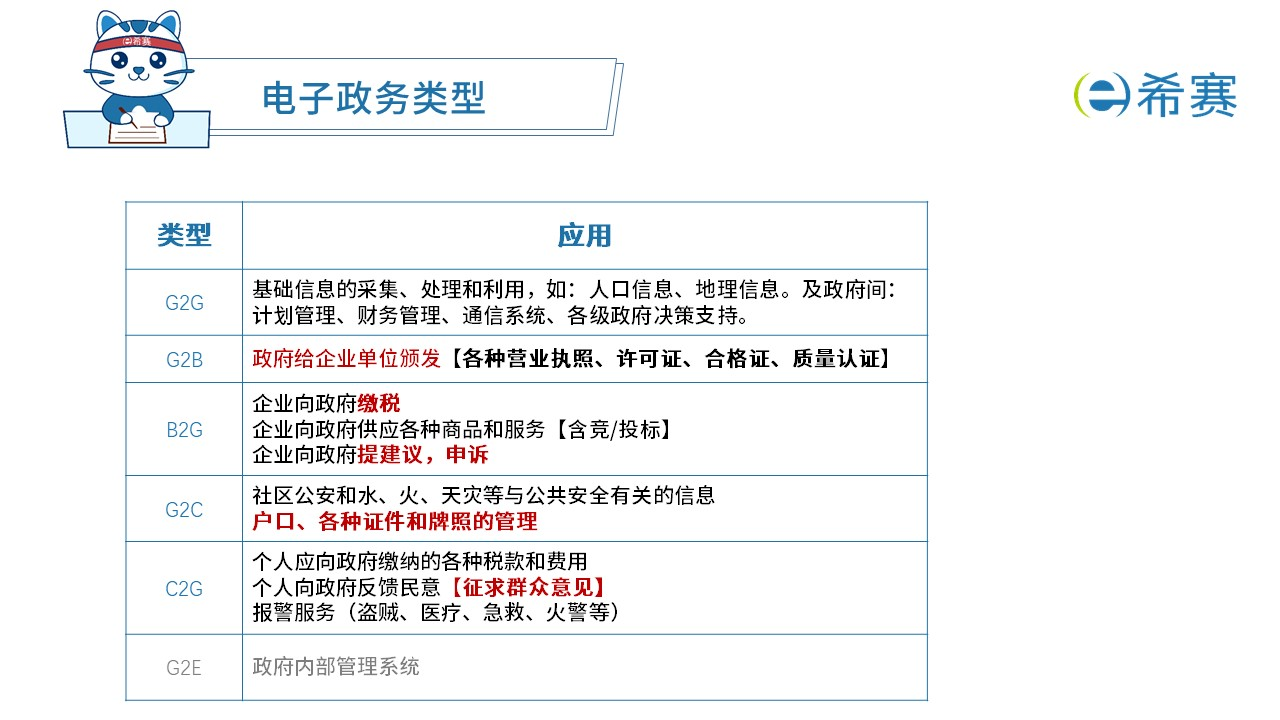 希赛
电子政务类型
希赛
类型
应用
G2G
基础信息的采集、处理和利用，如：人口信息、地理信息。及政府间：
计划管理、财务管理、通信系统、各级政府决策支持。
G2B
政府给企业单位颁发【各种营业执照、许可证、合格证、质量认证】
B2G
企业向政府缴税
企业向政府供应各种商品和服务【含竞/投标】
企业向政府提建议，申诉
G2C
社区公安和水、火、天灾等与公共安全有关的信息
户口、各种证件和牌照的管理
C2G
个人应向政府缴纳的各种税款和费用
个人向政府反馈民意【征求群众意见】
报警服务（盗贼、医疗、急救、火警等）
G2E
政府内部管理系统